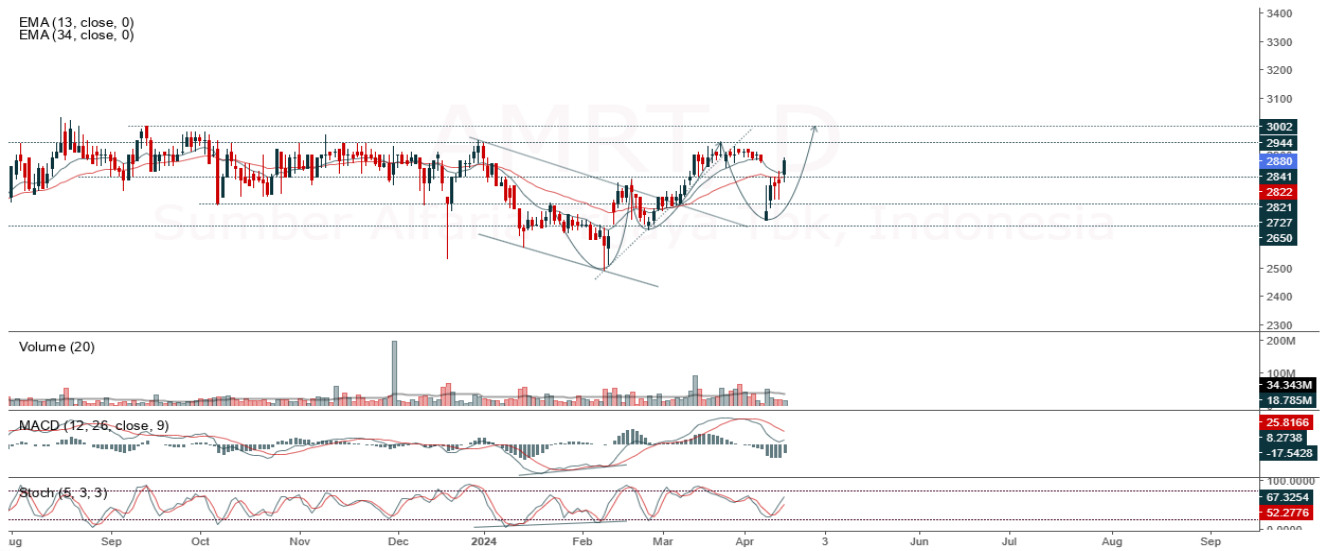 EMA (13, close, 0)
EMA (34, close, 0)
AMRT, D
Sumber Alfaria Trijaya Tbk, Indonesia
3400
3300
3200
3100
3002
2944
2880
2841
2822
2821
2727
2650
2500
2400
2300
Volume (20)
200M
100M
34.343M
18.785M
MACD (12, 26, close, 9)
25.8166
8.2738
-17.5428
Stoch (5, 3, 3)
100.0000
67.3254
52.2776
0.0000
ug Sep Oct Nov Dec 2024 Feb Mar Apr 3 Jun Jul Aug Sep